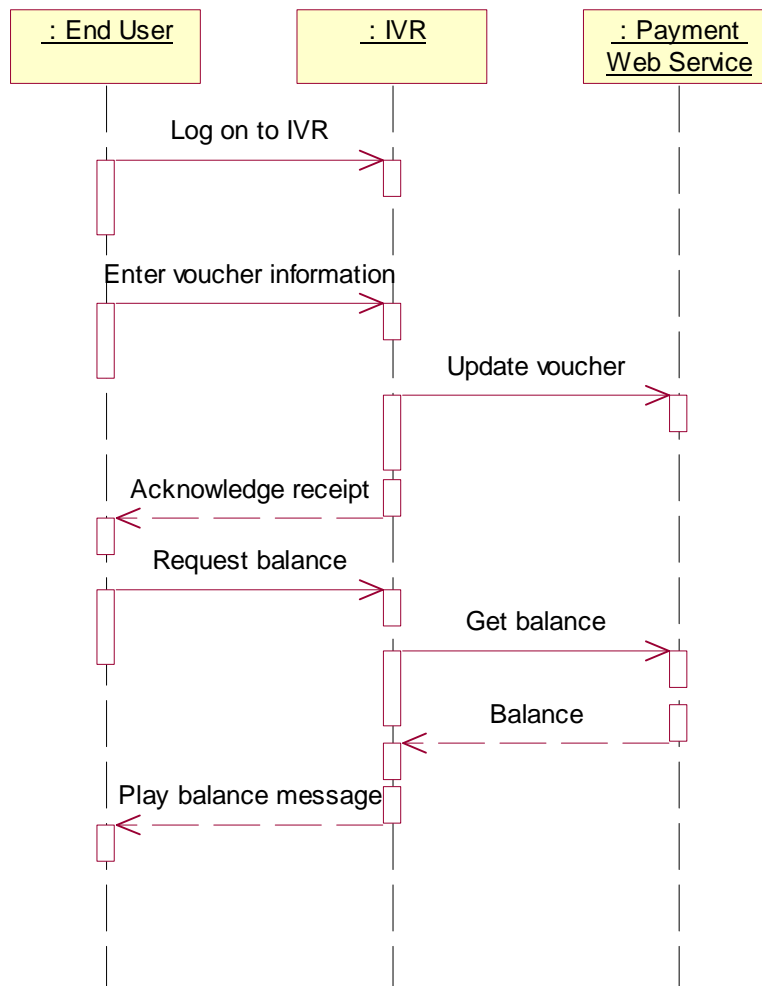 : End User
: IVR
: Payment
Web Service
Log on to IVR
Enter voucher information
Update voucher
Acknowledge receipt
Request balance
Get balance
Balance
Play balance message